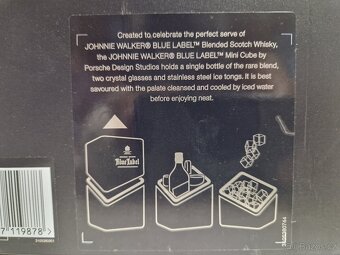 Created to celebrate the perfect serve of
JOHNNIE WALKER® BLUE LABEL™ Blended Scotch Whisky,
the JOHNNIE WALKER® BLUE LABEL™ Mini Cube by
Porsche Design Studios holds a single bottle of the rare blend,
two crystal glasses and stainless steel ice tongs. It is best
savoured with the palate cleansed and cooled by iced water
before enjoying neat.
Blue Label
7 119878 >